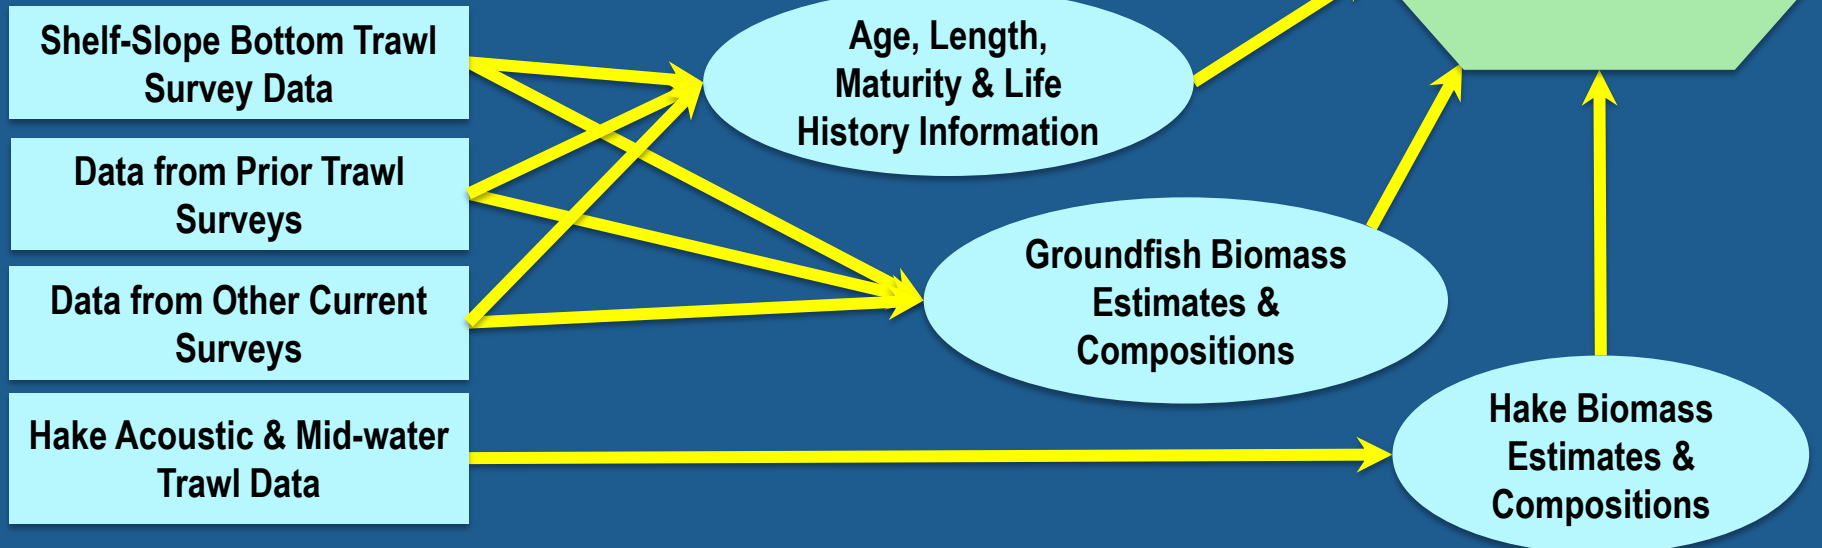 Shelf-Slope Bottom Trawl
Survey Data
Age, Length,
Maturity & Life
History Information
Data from Prior Trawl
Surveys
Groundfish Biomass
Estimates &
Compositions
Data from Other Current
Surveys
Hake Acoustic & Mid-water
Trawl Data
Hake Biomass
Estimates &
Compositions